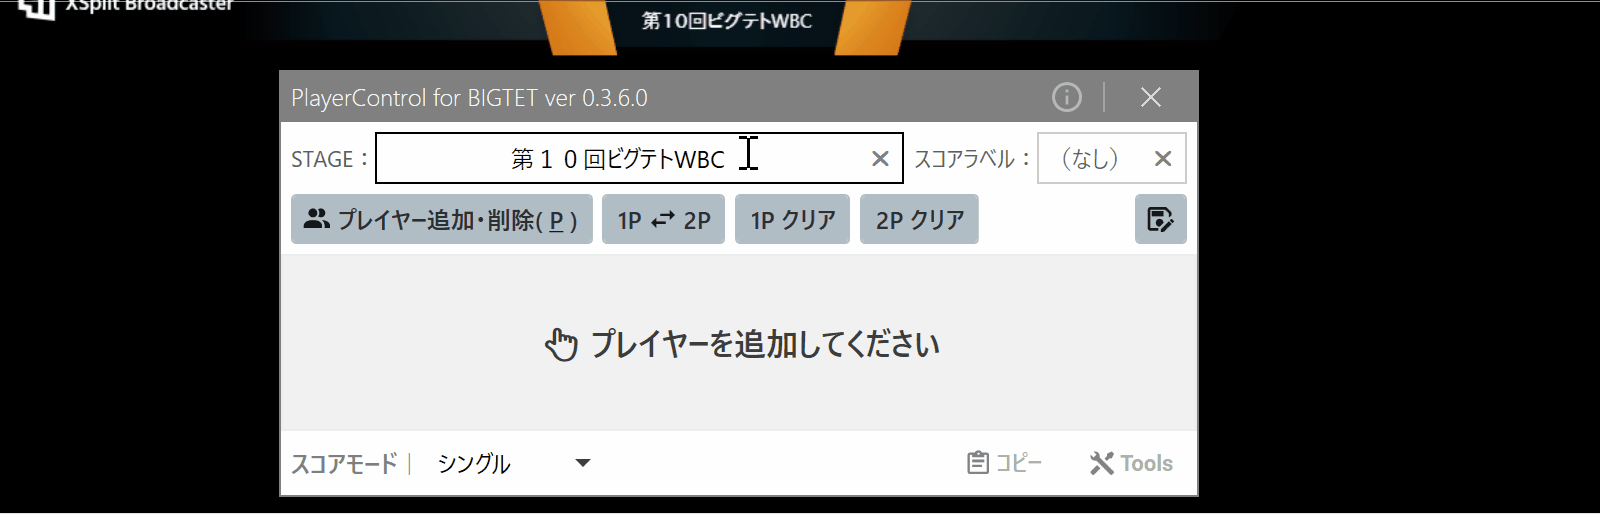 XSplit Broadcaster
第10回ビグテトWBC
PlayerControl for BIGTET ver 0.3.6.0
STAGE： 第１０回ビグテトWBC スコアラベル： （なし）
プレイヤー追加・削除( P ) 1P 2P 1P クリア 2P クリア
プレイヤーを追加してください
スコアモード シングル コピー Tools